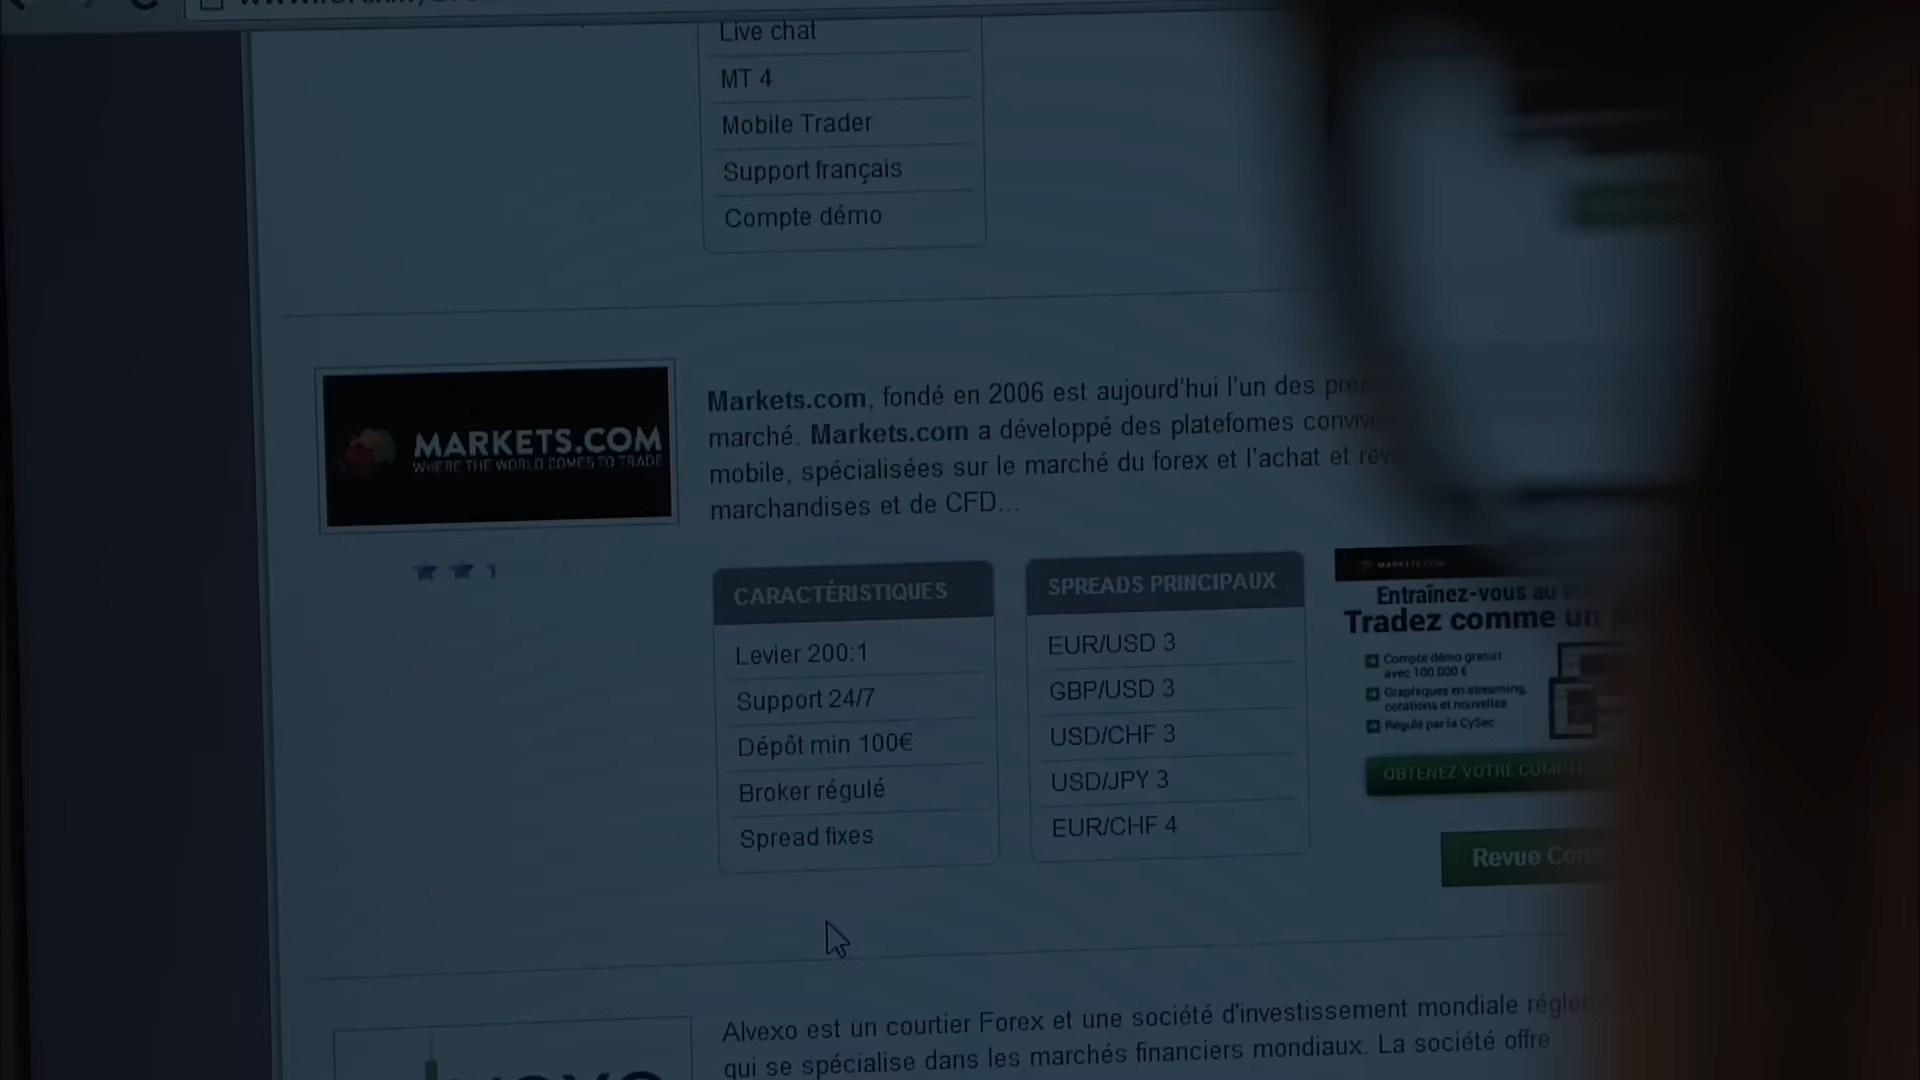 Live chat
MT 4
Mobile Trader
Support français
Compte démo
MARKETS.COM
WHERE THE WORLD COMES TO TRADE
Markets.com, fondé en 2006 est aujourd'hui l'un des
marché. Markets.com a développé des platefomes
mobile, spécialisées sur le marché du forex et l'achat et
marchandises et de CFD...
CARACTÉRISTIQUES
Levier 200:1
Support 24/7
Dépôt min 100€
Broker régulé
Spread fixes
SPREADS PRINCIPAUX
EUR/USD 3
GBP/USD 3
USD/CHF 3
USD/JPY 3
EUR/CHF 4
MARKETS.COM
Entraînez-vous au
Tradez comme un
Compte démo gratuit
avec 100 000 €
Graphiques en streaming,
cotations et nouvelles
Régulé par la CySec
OBTENEZ VOTRE
Revue
Alvexo est un courtier Forex et une société d'investissement mondiale
qui se spécialise dans les marchés financiers mondiaux. La société offre